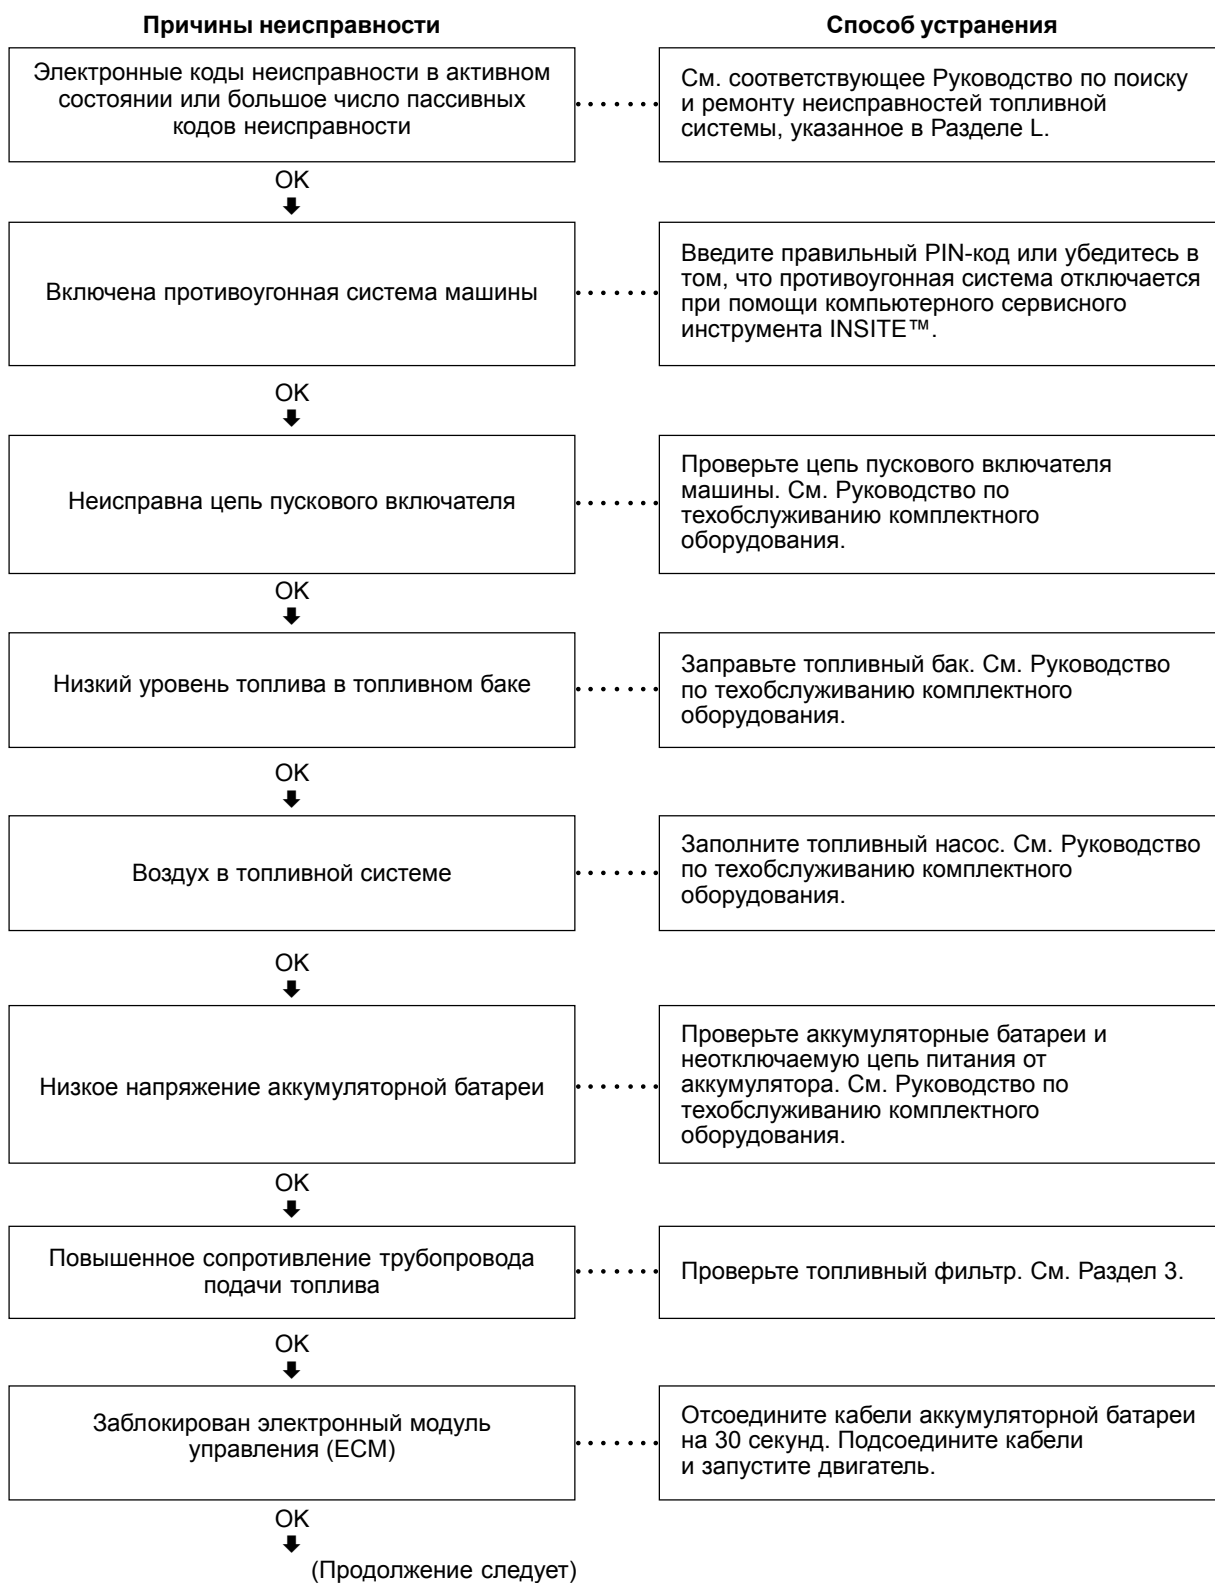 Причины неисправности
Способ устранения
Электронные коды неисправности в активном
состоянии или большое число пассивных
кодов неисправности
См. соответствующее Руководство по поиску
и ремонту неисправностей топливной
системы, указанное в Разделе L.
OK
Включена противоугонная система машины
Введите правильный PIN-код или убедитесь в
том, что противоугонная система отключается
при помощи компьютерного сервисного
инструмента INSITE™.
OK
Неисправна цепь пускового включателя
Проверьте цепь пускового включателя
машины. См. Руководство по
техобслуживанию комплектного
оборудования.
OK
Низкий уровень топлива в топливном баке
Заправьте топливный бак. См. Руководство
по техобслуживанию комплектного
оборудования.
OK
Воздух в топливной системе
Заполните топливный насос. См. Руководство
по техобслуживанию комплектного
оборудования.
OK
Низкое напряжение аккумуляторной батареи
Проверьте аккумуляторные батареи и
неотключаемую цепь питания от
аккумулятора. См. Руководство по
техобслуживанию комплектного
оборудования.
OK
Повышенное сопротивление трубопровода
подачи топлива
Проверьте топливный фильтр. См. Раздел 3.
OK
Заблокирован электронный модуль
управления (ECM)
Отсоедините кабели аккумуляторной батареи
на 30 секунд. Подсоедините кабели
и запустите двигатель.
OK
(Продолжение следует)